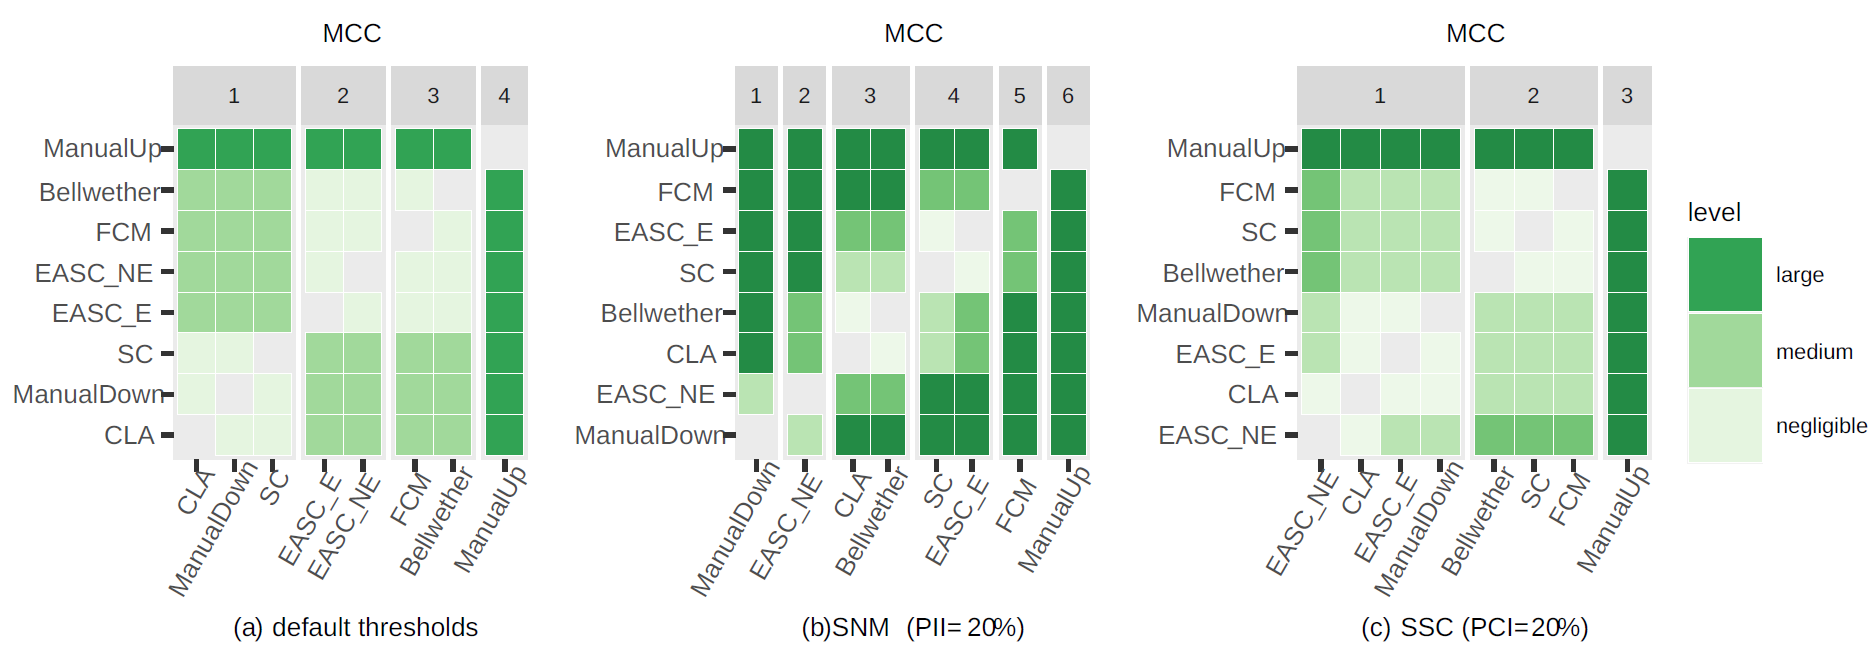 MCC
1 2 3 4
ManualUp
Bellwether
FCM
EASC_NE
EASC_E
SC
ManualDown
CLA
CLA
ManualDown
SC
EASC_E
EASC_NE
FCM
Bellwether
ManualUp
(a) default thresholds
MCC
1 2 3 4 5 6
ManualUp
FCM
EASC_E
SC
Bellwether
CLA
EASC_NE
ManualDown
ManualDown
EASC_NE
CLA
Bellwether
SC
EASC_E
FCM
ManualUp
(b)SNM (PII= 20%)
MCC
1 2 3
ManualUp
FCM
SC
Bellwether
ManualDown
EASC_E
CLA
EASC_NE
EASC_NE
CLA
EASC_E
ManualDown
Bellwether
SC
FCM
ManualUp
(c) SSC (PCI=20%)
level
large
medium
negligible